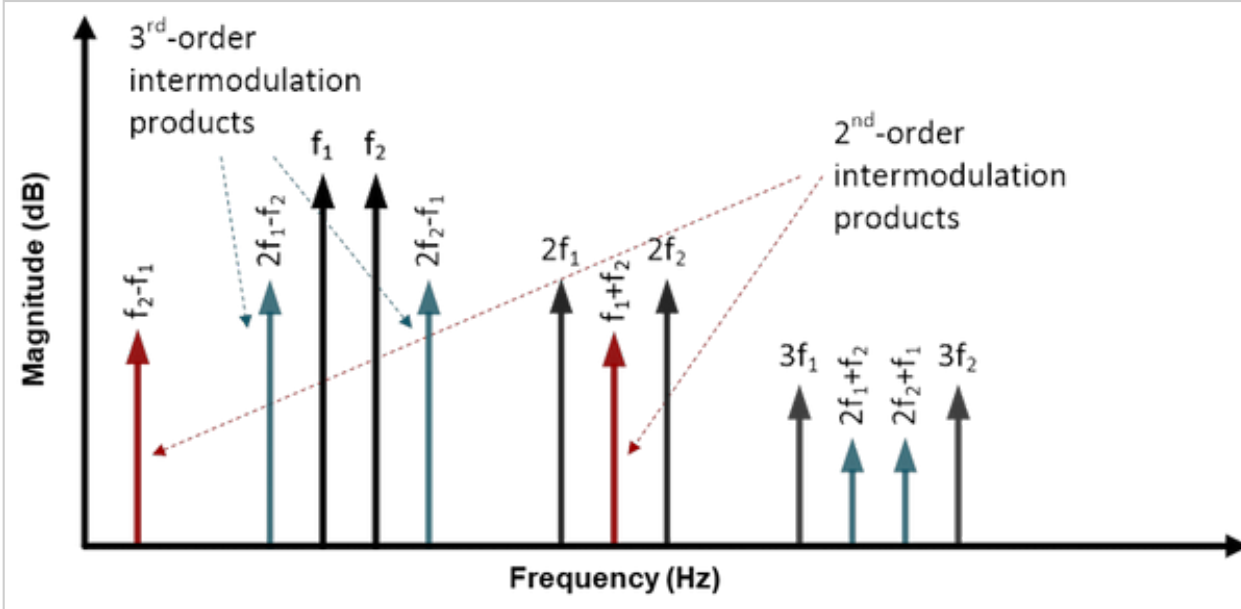 3rd-order
intermodulation
products
2nd-order
intermodulation
products
f1
f2
2f1-f2
2f2-f1
f2-f1
2f1
f1+f2
2f2
3f1
2f1+f2
2f2+f1
3f2
Magnitude (dB)
Frequency (Hz)